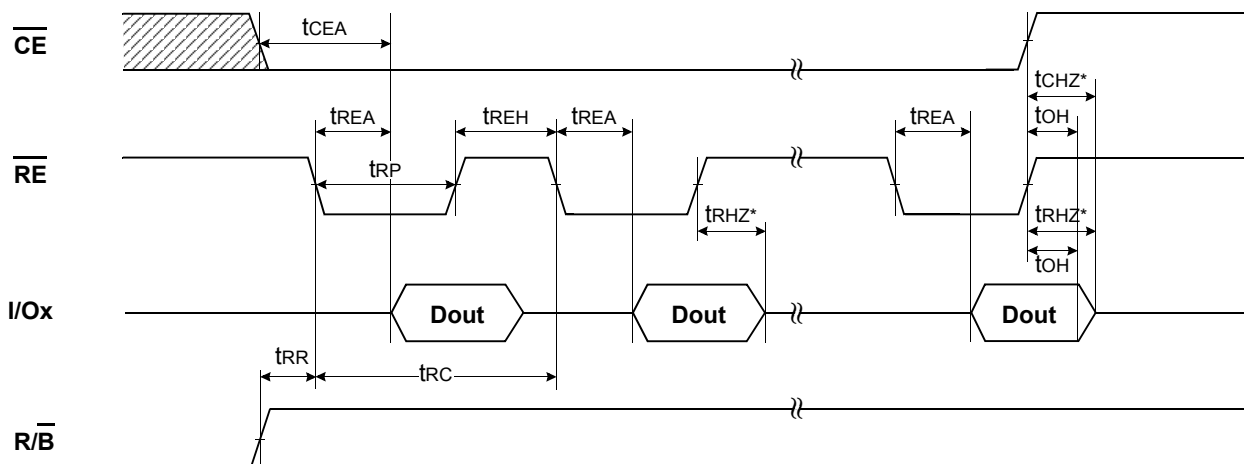 CE
tCEA
tCHZ*
tREA
tREH
tREA
tREA
tOH
RE
tRP
tRHZ*
tRHZ*
tOH
I/Ox
Dout
Dout
Dout
tRR
tRC
R/B